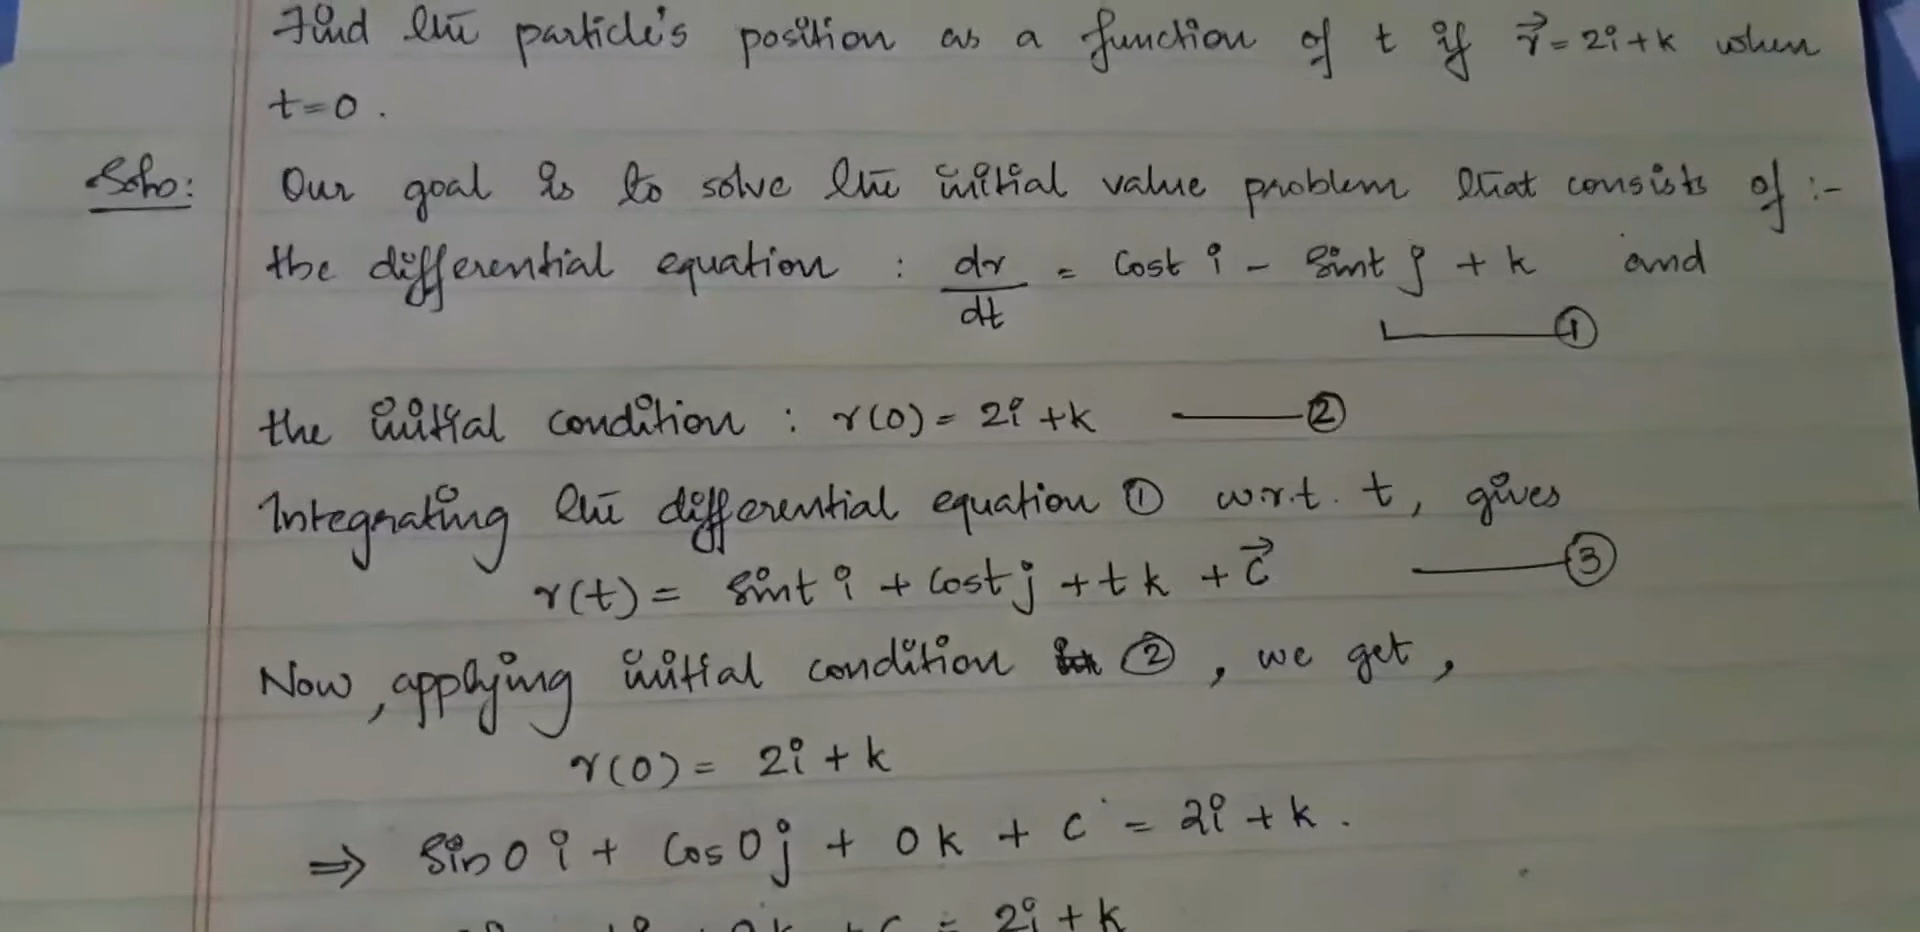 Find the particle's position as a function of t if r⃗ = 2i + k when
t = 0 .
Soln: Our goal is to solve the initial value problem that consists of :-
the differential equation : dr/dt = cost i - sint j + k and
①
the initial condition : r(0) = 2i + k —— ②
Integrating the differential equation ① w.r.t. t, gives
r(t) = sint i + cost j + t k + c⃗ —— ③
Now, applying initial condition ② , we get ,
r(0) = 2i + k
⇒ sin 0 i + cos 0 j + 0 k + c = 2i + k .
= 2i + k